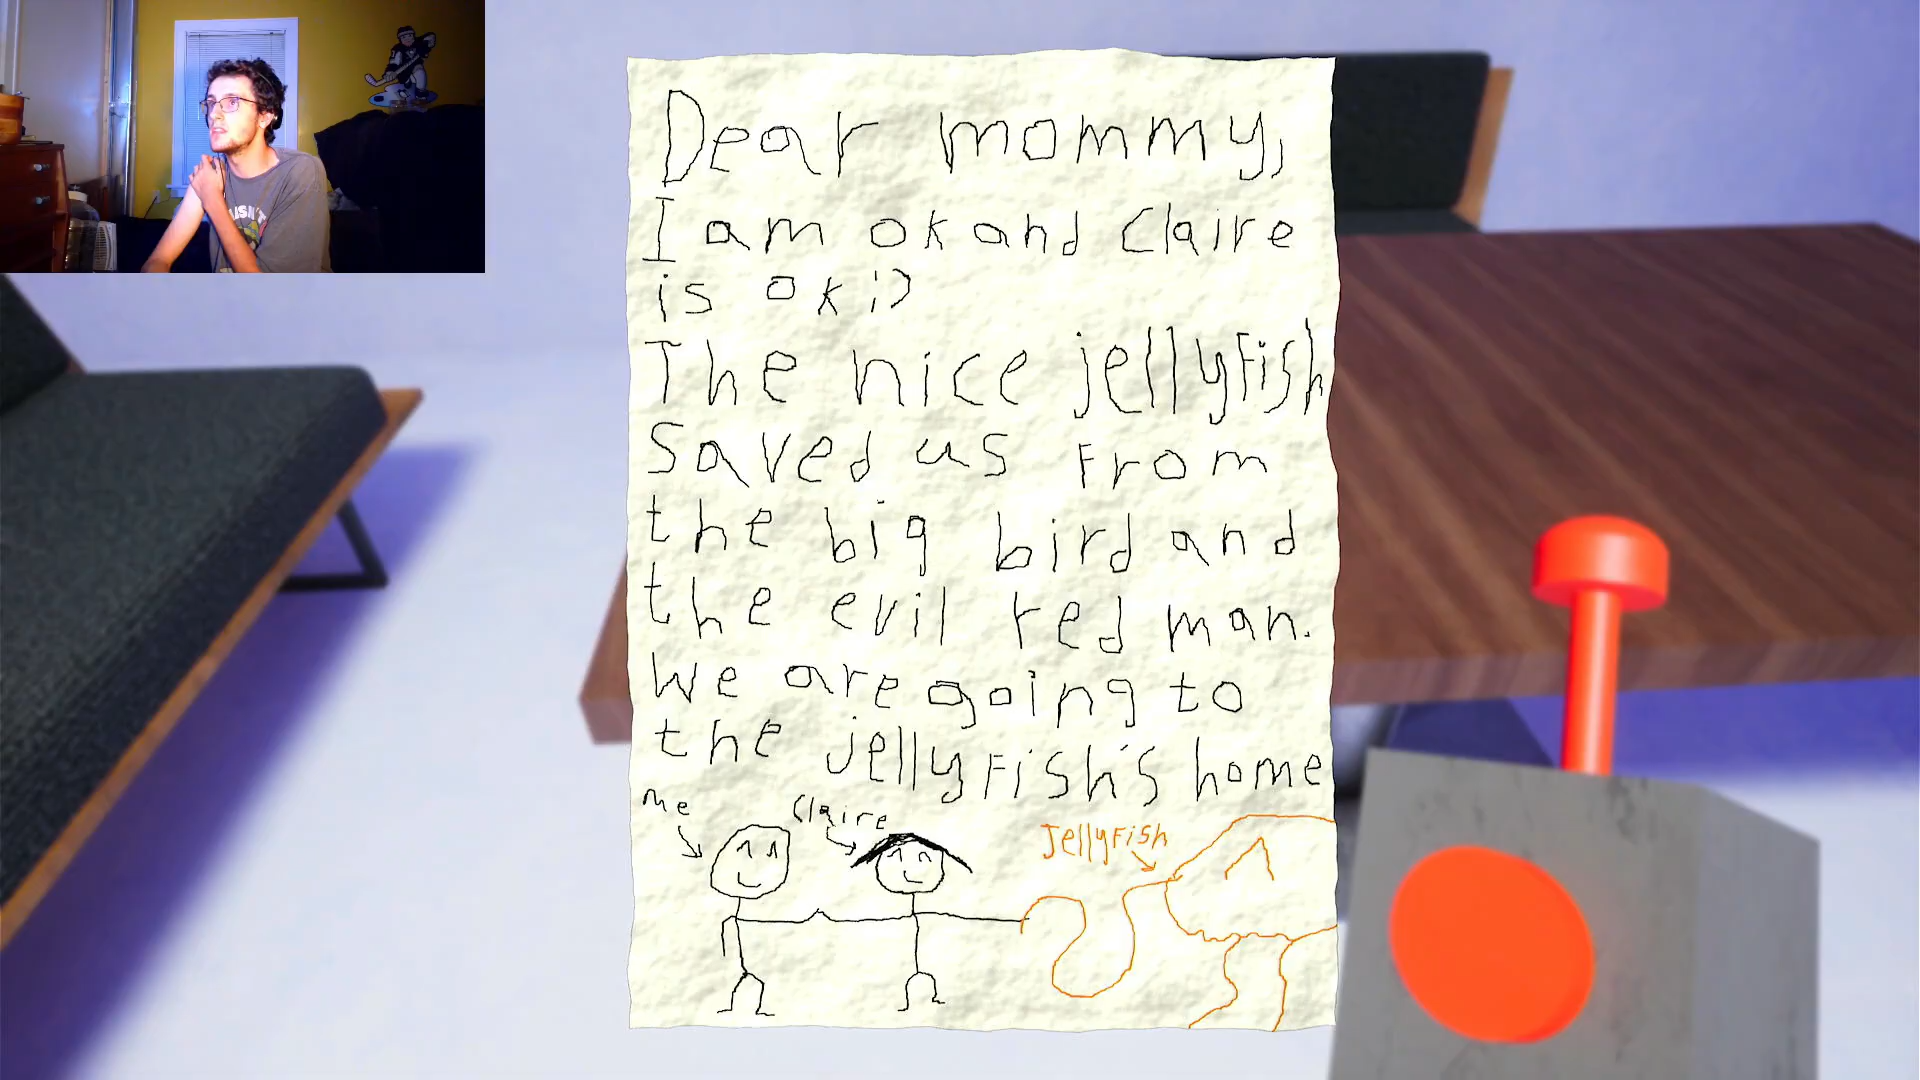 Dear mommy,
I am ok and Claire
is ok :)
The nice jellyfish
saved us from
the big bird and
the evil red man.
We are going to
the jellyfish's home
Me
Claire
Jellyfish